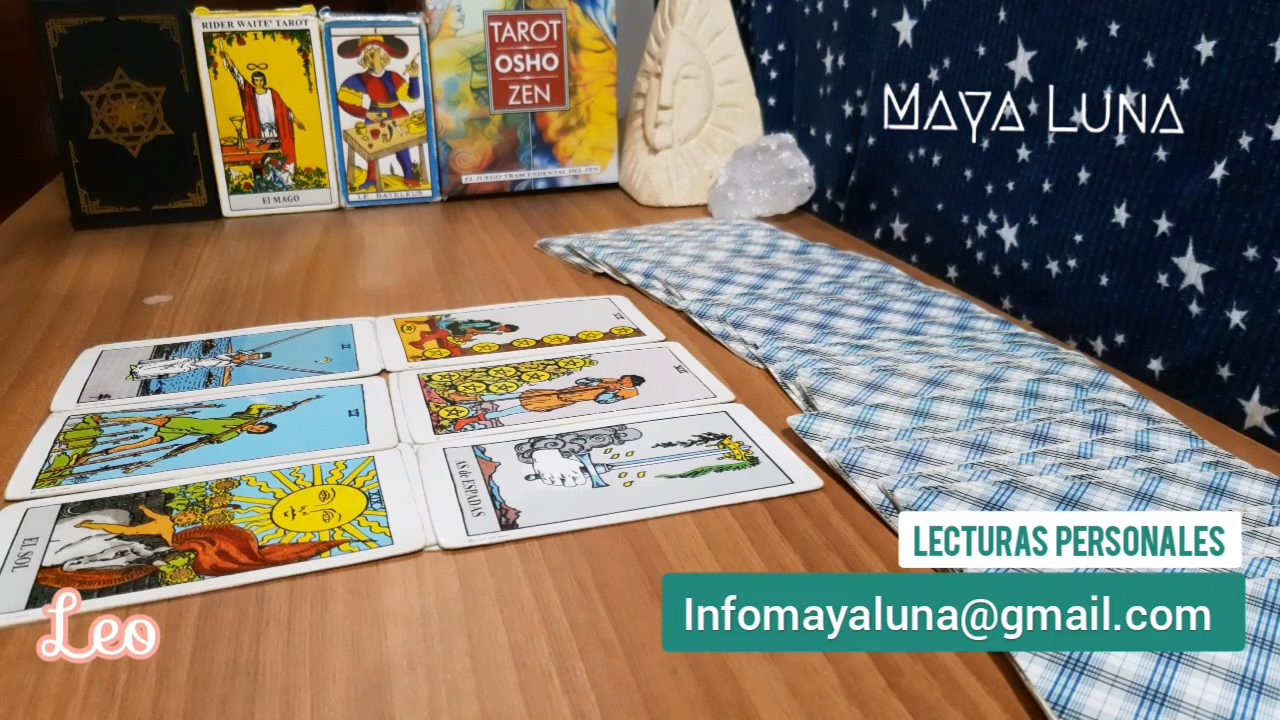 RIDER WAITE® TAROT
I
El MAGO
LE BATELEUR
TAROT
OSHO
ZEN
EL JUEGO TRASCENDENTAL DEL ZEN
MAYA LUNA
II
EL SOL
AS de ESPADAS
LECTURAS PERSONALES
Infomayaluna@gmail.com
Leo